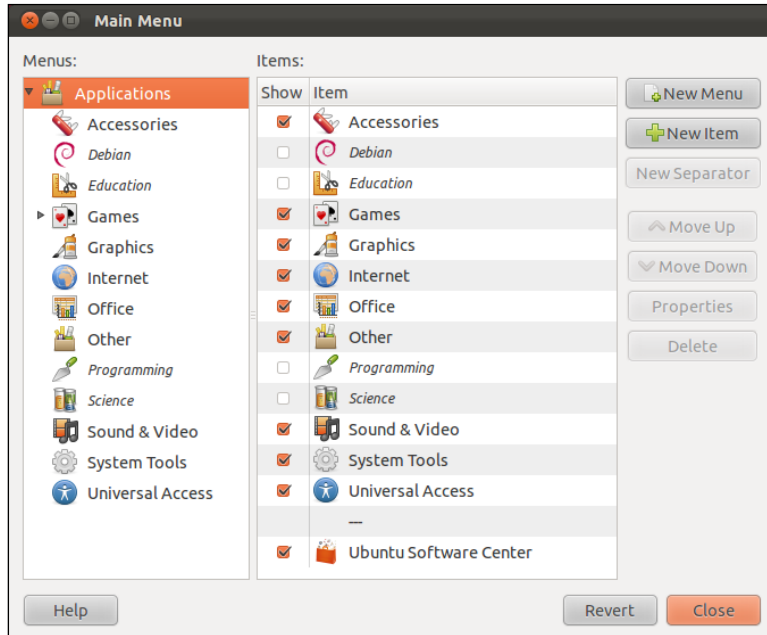 Main Menu
Menus:
Items:
Applications
Accessories
Debian
Education
Games
Graphics
Internet
Office
Other
Programming
Science
Sound & Video
System Tools
Universal Access
Show Item
Accessories
Debian
Education
Games
Graphics
Internet
Office
Other
Programming
Science
Sound & Video
System Tools
Universal Access
---
Ubuntu Software Center
New Menu
New Item
New Separator
Move Up
Move Down
Properties
Delete
Help
Revert
Close